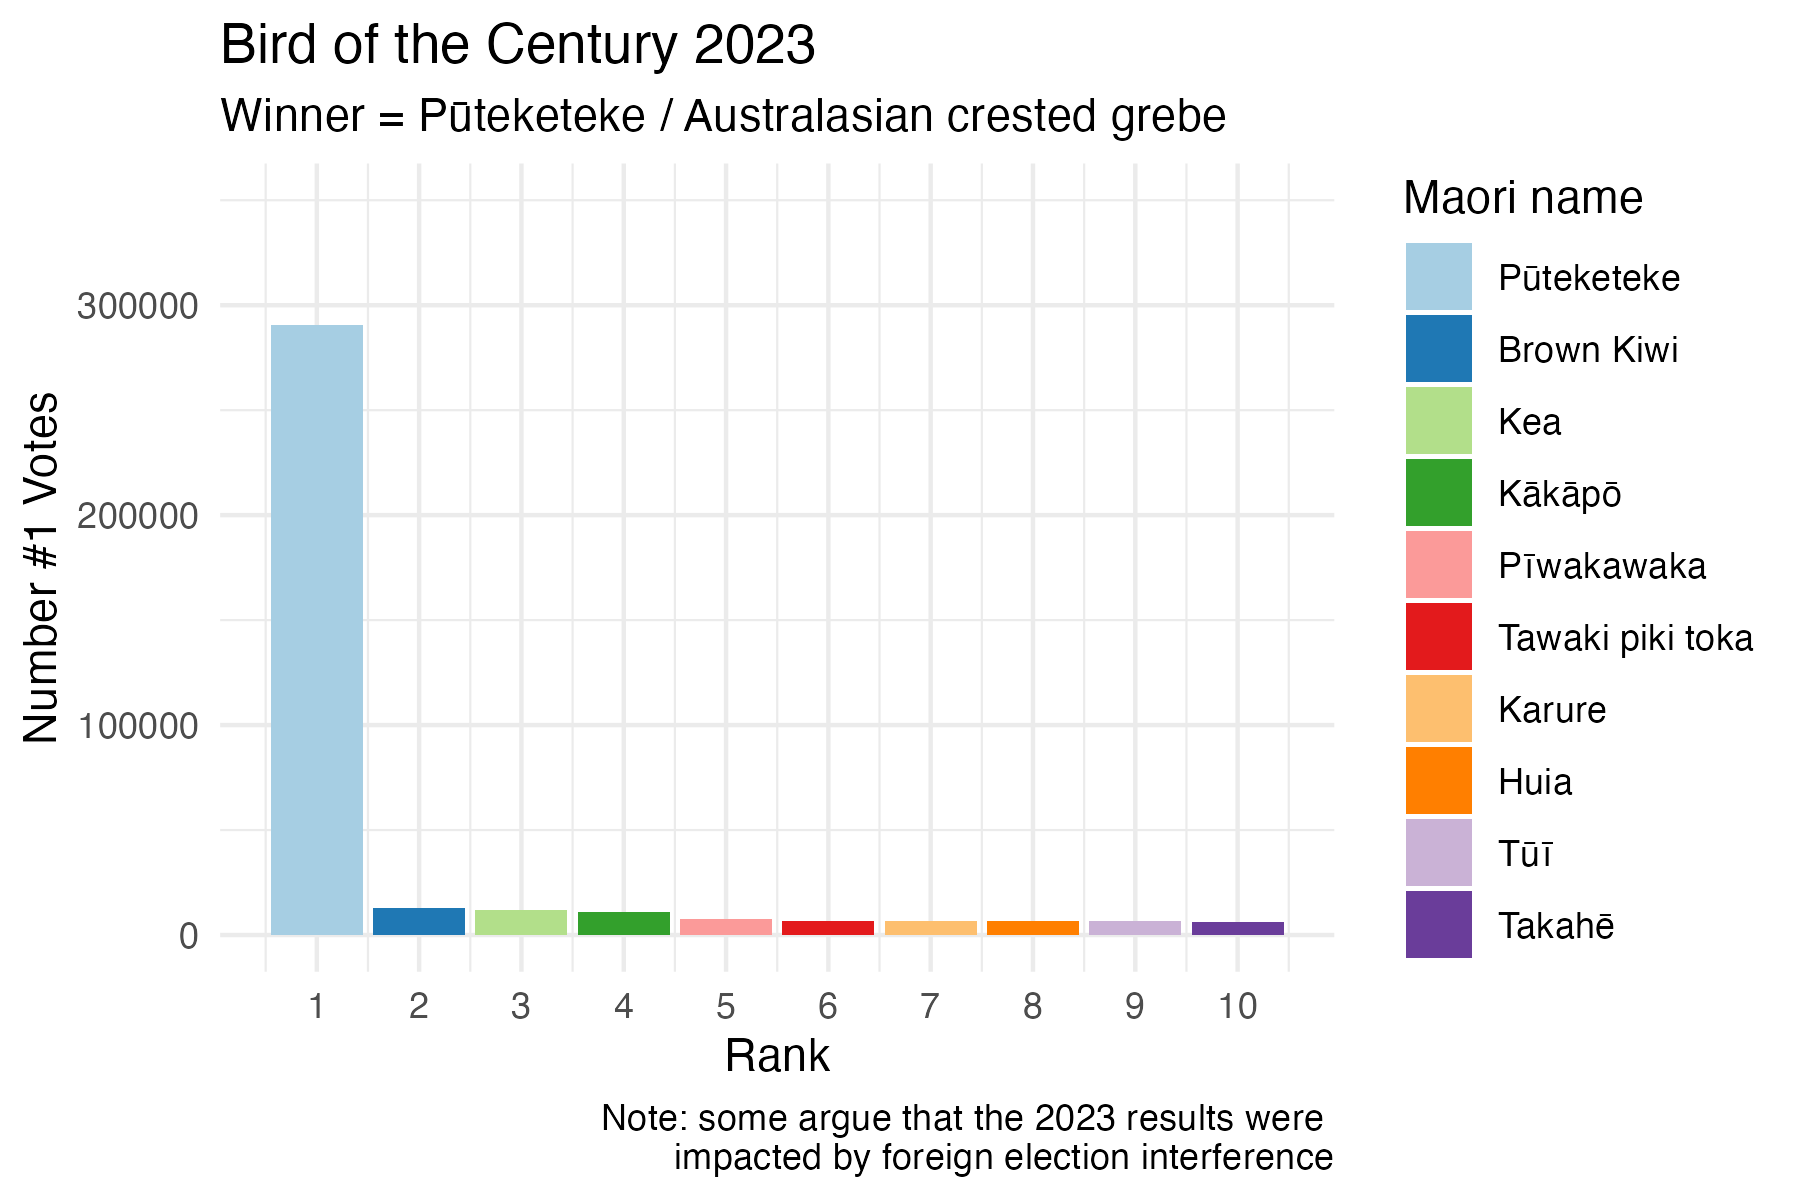 Bird of the Century 2023
Winner = Pūteketeke / Australasian crested grebe
Number #1 Votes
300000
200000
100000
0
1 2 3 4 5 6 7 8 9 10
Rank
Maori name
Pūteketeke
Brown Kiwi
Kea
Kākāpō
Pīwakawaka
Tawaki piki toka
Karure
Huia
Tūī
Takahē
Note: some argue that the 2023 results were
impacted by foreign election interference